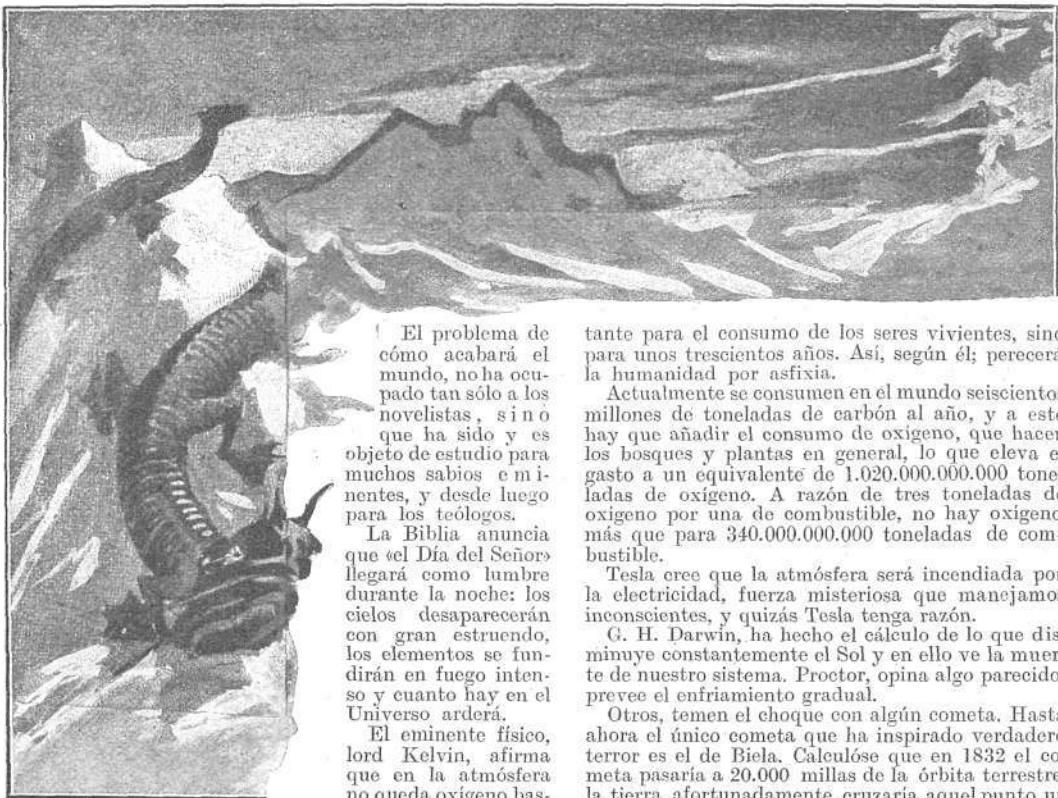 El problema de
cómo acabará el
mundo, no ha ocu-
pado tan sólo a los
novelistas, sino
que ha sido y es
objeto de estudio para
muchos sabios emi-
nentes, y desde luego
para los teólogos.
La Biblia anuncia
que «el Día del Señor»
llegará como lumbre
durante la noche: los
cielos desaparecerán
con gran estruendo,
los elementos se fun-
dirán en fuego inten-
so y cuanto hay en el
Universo arderá.
El eminente físico,
lord Kelvin, afirma
que en la atmósfera
no queda oxígeno bas-
tante para el consumo de los seres vivientes, sino
para unos trescientos años. Así, según él; perecerá
la humanidad por asfixia.
Actualmente se consumen en el mundo seiscientos
millones de toneladas de carbón al año, y a esto
hay que añadir el consumo de oxígeno, que hacen
los bosques y plantas en general, lo que eleva el
gasto a un equivalente de 1.020.000.000.000 tone-
ladas de oxígeno. A razón de tres toneladas de
oxigeno por una de combustible, no hay oxígeno
más que para 340.000.000.000 toneladas de com-
bustible.
Tesla cree que la atmósfera será incendiada por
la electricidad, fuerza misteriosa que manejamos
inconscientes, y quizás Tesla tenga razón.
G. H. Darwin, ha hecho el cálculo de lo que dis-
minuye constantemente el Sol y en ello ve la muer-
te de nuestro sistema. Proctor, opina algo parecido:
prevee el enfriamiento gradual.
Otros, temen el choque con algún cometa. Hasta
ahora el único cometa que ha inspirado verdadero
terror es el de Biela. Calculóse que en 1832 el co-
meta pasaría a 20.000 millas de la órbita terrestre
la tierra, afortunadamente, cruzaría aquel punto un